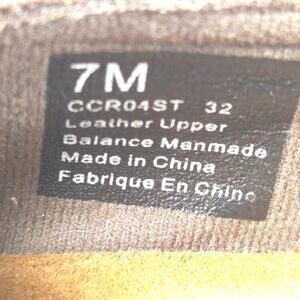 7M
CCR04ST 32
Leather Upper
Balance Manmade
Made in China
Fabrique En Chine